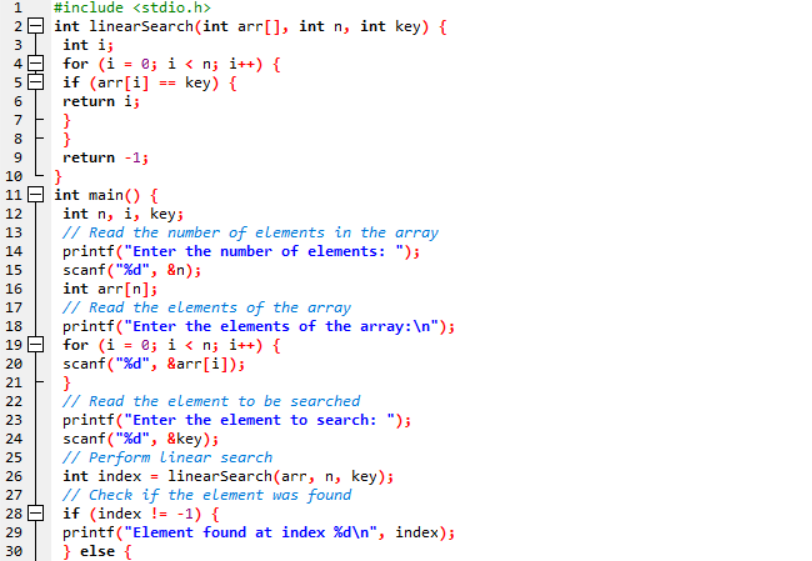 1 #include <stdio.h>
2 int linearSearch(int arr[], int n, int key) {
3 int i;
4 for (i = 0; i < n; i++) {
5 if (arr[i] == key) {
6 return i;
7 }
8 }
9 return -1;
10 }
11 int main() {
12 int n, i, key;
13 // Read the number of elements in the array
14 printf("Enter the number of elements: ");
15 scanf("%d", &n);
16 int arr[n];
17 // Read the elements of the array
18 printf("Enter the elements of the array:\n");
19 for (i = 0; i < n; i++) {
20 scanf("%d", &arr[i]);
21 }
22 // Read the element to be searched
23 printf("Enter the element to search: ");
24 scanf("%d", &key);
25 // Perform linear search
26 int index = linearSearch(arr, n, key);
27 // Check if the element was found
28 if (index != -1) {
29 printf("Element found at index %d\n", index);
30 } else {